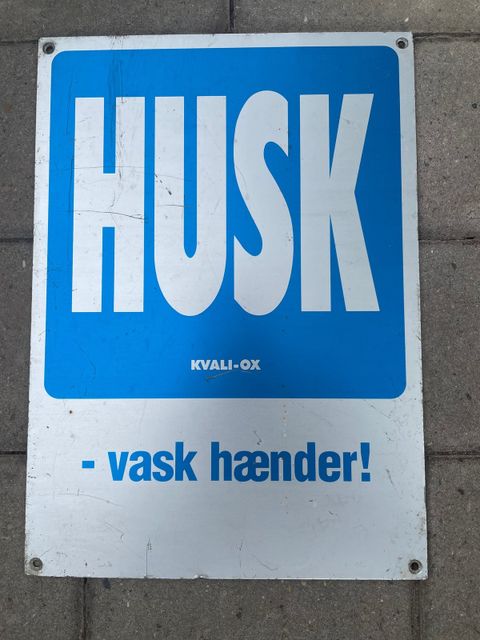 HUSK
KVALI-OX
- vask hænder!